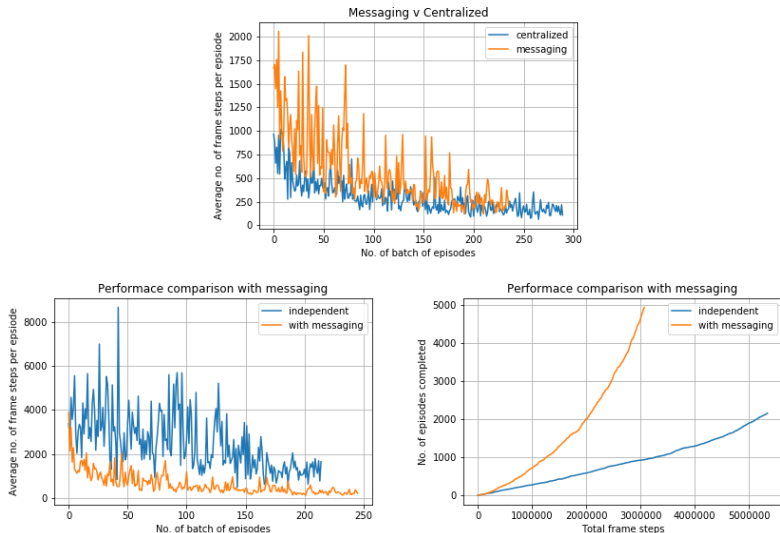 Messaging v Centralized
Average no. of frame steps per epsiode
2000
1750
1500
1250
1000
750
500
250
0
centralized
messaging
0 50 100 150 200 250 300
No. of batch of episodes
Performace comparison with messaging
Average no. of frame steps per epsiode
8000
6000
4000
2000
0
independent
with messaging
0 50 100 150 200 250
No. of batch of episodes
Performace comparison with messaging
No. of episodes completed
5000
4000
3000
2000
1000
0
independent
with messaging
0 1000000 2000000 3000000 4000000 5000000
Total frame steps